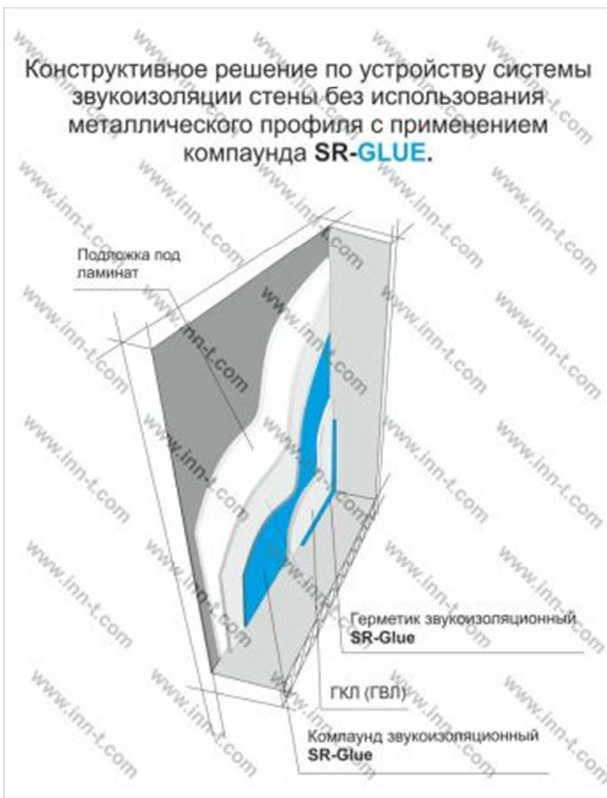 Конструктивное решение по устройству системы
звукоизоляции стены без использования
металлического профиля с применением
компаунда SR-GLUE.
Подложка под
ламинат
Герметик звукоизоляционный
SR-Glue
ГКЛ (ГВЛ)
Компаунд звукоизоляционный
SR-Glue
www.inn-t.com